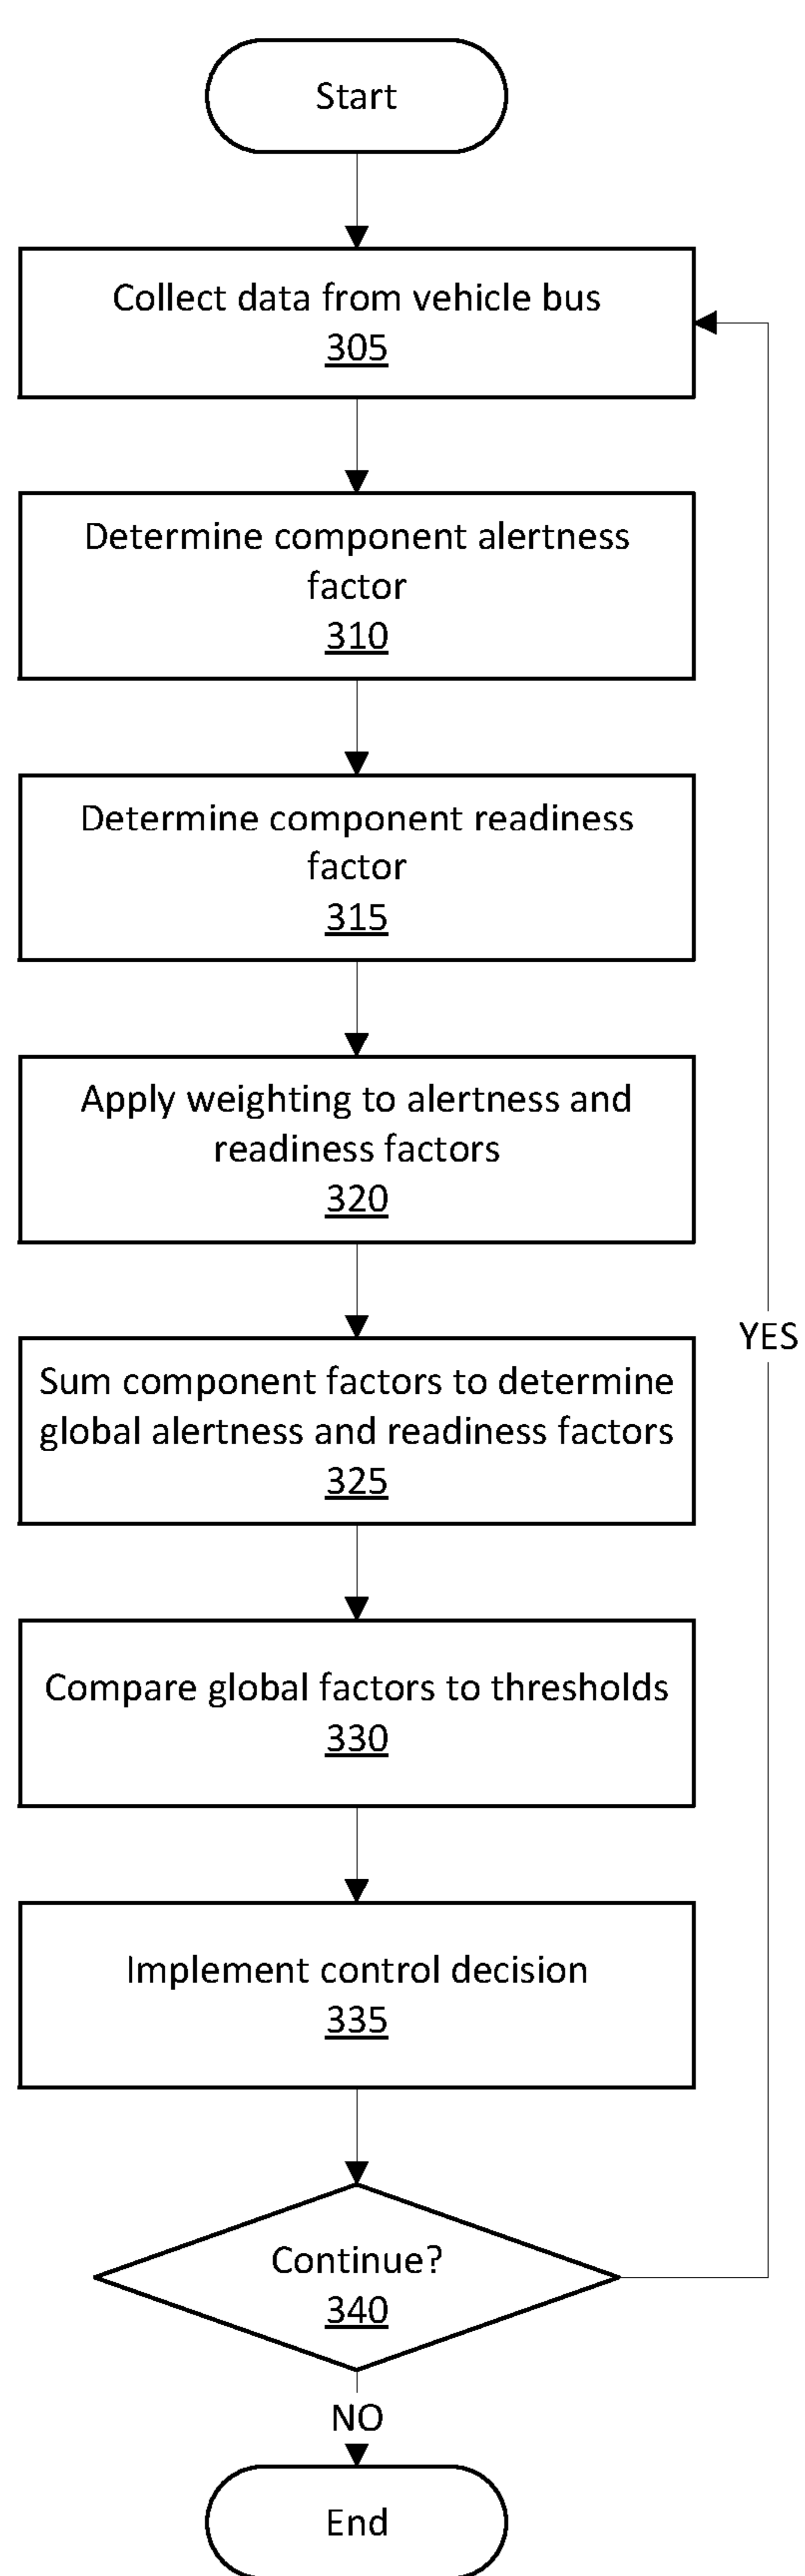 Start
Collect data from vehicle bus
305
Determine component alertness
factor
310
Determine component readiness
factor
315
Apply weighting to alertness and
readiness factors
320
YES
Sum component factors to determine
global alertness and readiness factors
325
Compare global factors to thresholds
330
Implement control decision
335
Continue?
340
NO
End